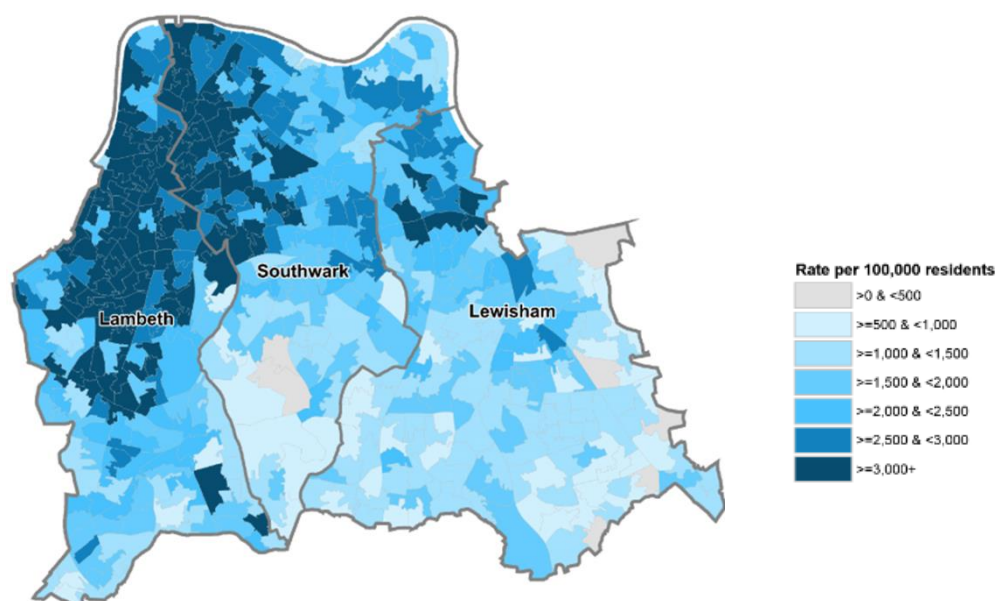 Southwark
Lambeth
Lewisham
Rate per 100,000 residents
>0 & <500
>=500 & <1,000
>=1,000 & <1,500
>=1,500 & <2,000
>=2,000 & <2,500
>=2,500 & <3,000
>=3,000+